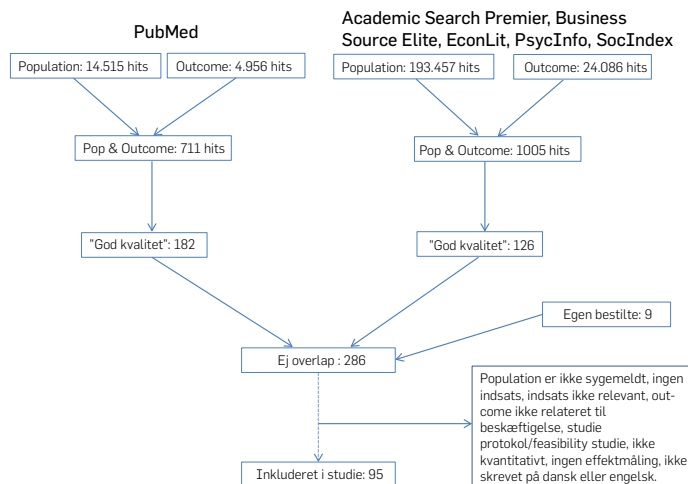 PubMed
Academic Search Premier, Business
Source Elite, EconLit, PsycInfo, SocIndex
Population: 14.515 hits
Outcome: 4.956 hits
Population: 193.457 hits
Outcome: 24.086 hits
Pop & Outcome: 711 hits
Pop & Outcome: 1005 hits
"God kvalitet": 182
"God kvalitet": 126
Egen bestilte: 9
Ej overlap : 286
Population er ikke sygemeldt, ingen
indsats, indsats ikke relevant, out-
come ikke relateret til
beskæftigelse, studie
protokol/feasibility studie, ikke
kvantitativt, ingen effektmåling, ikke
skrevet på dansk eller engelsk.
Inkluderet i studie: 95